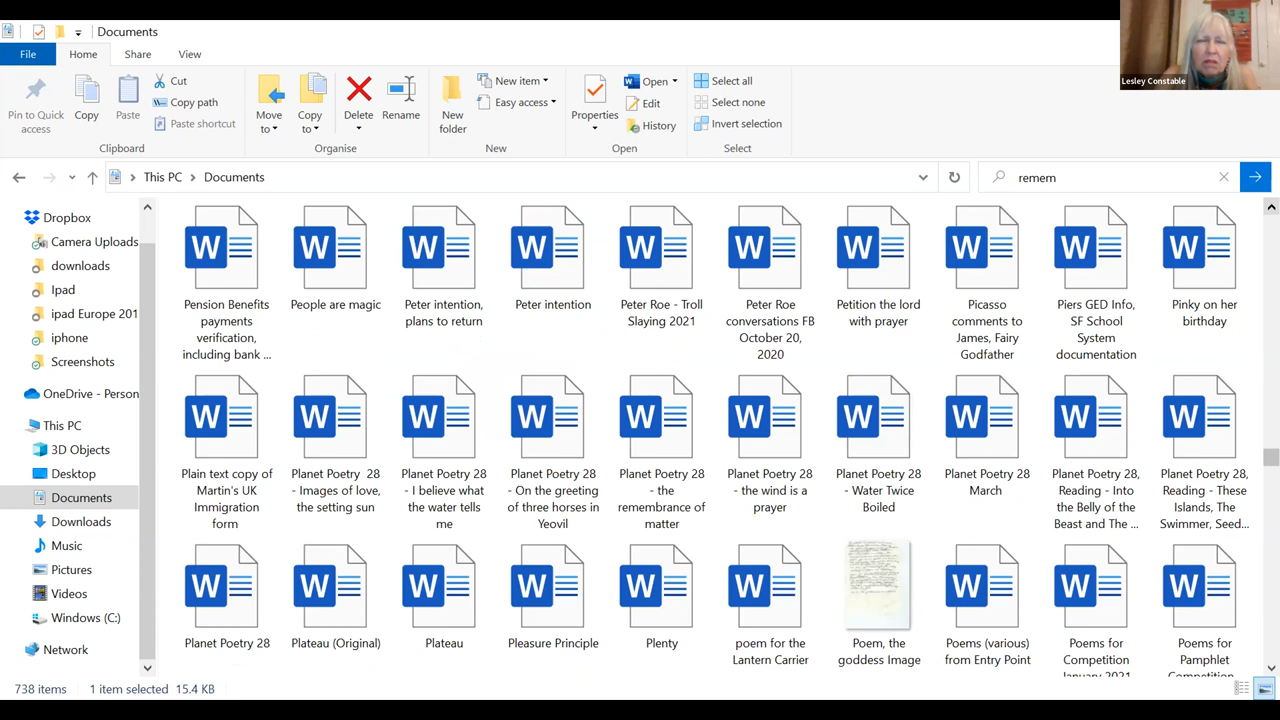 Documents
File
Home
Share
View
Pin to Quick
access
Copy
Paste
Cut
Copy path
Paste shortcut
Clipboard
Move
to
Copy
to
Delete
Rename
Organise
New
folder
New item
Easy access
New
Properties
Open
Edit
History
Open
Select all
Select none
Invert selection
Select
This PC
Documents
remem
Lesley Constable
Dropbox
Camera Uploads
downloads
Ipad
ipad Europe 201
iphone
Screenshots
OneDrive - Person
This PC
3D Objects
Desktop
Documents
Downloads
Music
Pictures
Videos
Windows (C:)
Network
Pension Benefits
payments
verification,
including bank ...
People are magic
Peter intention,
plans to return
Peter intention
Peter Roe - Troll
Slaying 2021
Peter Roe
conversations FB
October 20,
2020
Petition the lord
with prayer
Picasso
comments to
James, Fairy
Godfather
Piers GED Info,
SF School
System
documentation
Pinky on her
birthday
Plain text copy of
Martin's UK
Immigration
form
Planet Poetry 28
- Images of love,
the setting sun
Planet Poetry 28
- I believe what
the water tells
me
Planet Poetry 28
- On the greeting
of three horses in
Yeovil
Planet Poetry 28
- the
remembrance of
matter
Planet Poetry 28
- the wind is a
prayer
Planet Poetry 28
- Water Twice
Boiled
Planet Poetry 28
March
Planet Poetry 28,
Reading - Into
the Belly of the
Beast and The ...
Planet Poetry 28,
Reading - These
Islands, The
Swimmer, Seed...
Planet Poetry 28
Plateau (Original)
Plateau
Pleasure Principle
Plenty
poem for the
Lantern Carrier
Poem, the
goddess Image
Poems (various)
from Entry Point
Poems for
Competition
January 2021
Poems for
Pamphlet
Competition
738 items
1 item selected 15.4 KB